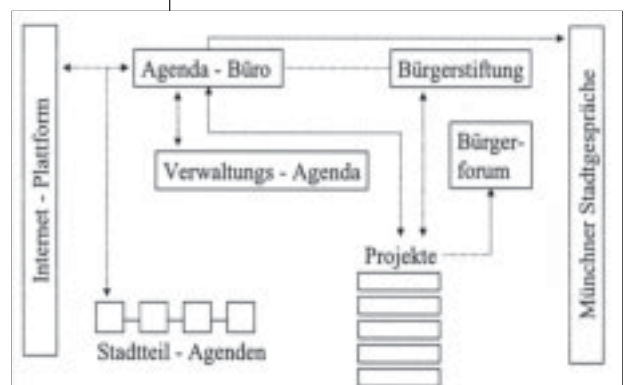 Internet - Plattform
Agenda - Büro
Bürgerstiftung
Münchner Stadtgespräche
Verwaltungs - Agenda
Bürger-
forum
Projekte
Stadtteil - Agenden